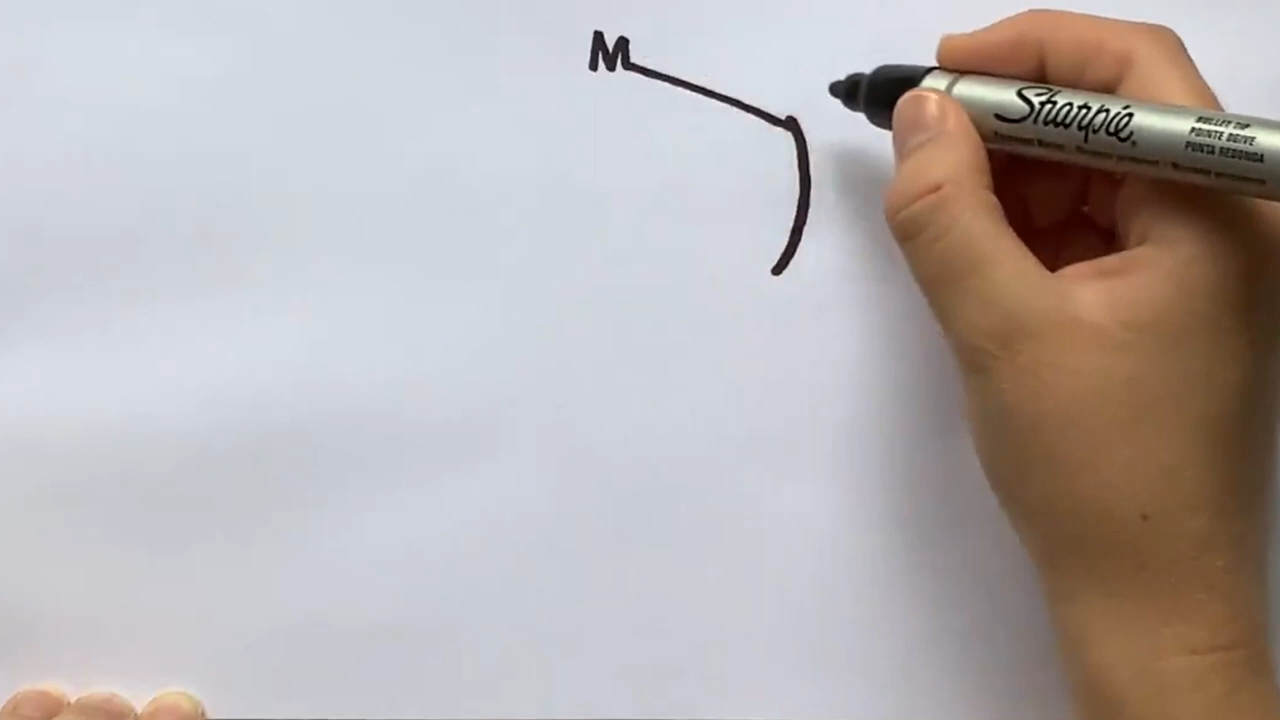 M
Sharpie.
BULLET TIP
POINTE OGIVE
PUNTA REDONDA